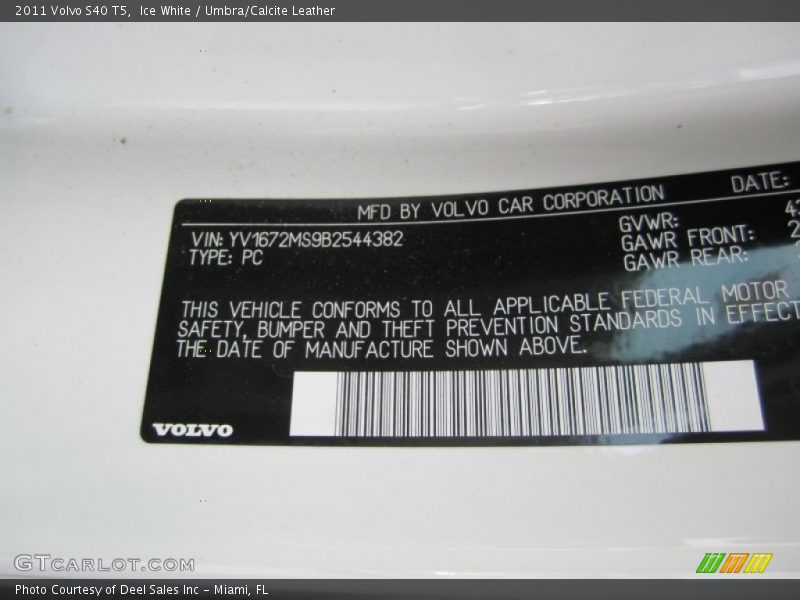 2011 Volvo S40 T5, Ice White / Umbra/Calcite Leather
MFD BY VOLVO CAR CORPORATION DATE:
VIN: YV1672MS9B2544382
TYPE: PC
GVWR:
GAWR FRONT:
GAWR REAR:
THIS VEHICLE CONFORMS TO ALL APPLICABLE FEDERAL MOTOR
SAFETY, BUMPER AND THEFT PREVENTION STANDARDS IN EFFECT
THE DATE OF MANUFACTURE SHOWN ABOVE.
VOLVO
GTCARLOT.COM
Photo Courtesy of Deel Sales Inc - Miami, FL